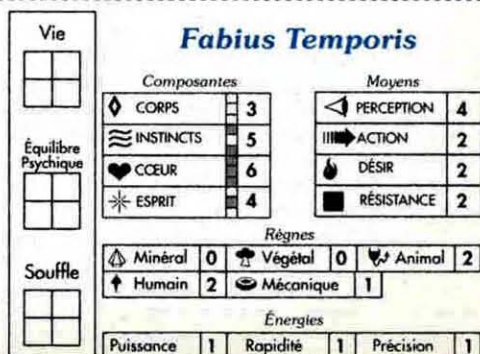 Vie
Équilibre
Psychique
Souffle
Fabius Temporis
Composantes
CORPS 3
INSTINCTS 5
CŒUR 6
ESPRIT 4
Moyens
PERCEPTION 4
ACTION 2
DÉSIR 2
RÉSISTANCE 2
Règnes
Minéral 0 Végétal 0 Animal 2
Humain 2 Mécanique 1
Énergies
Puissance 1 Rapidité 1 Précision 1